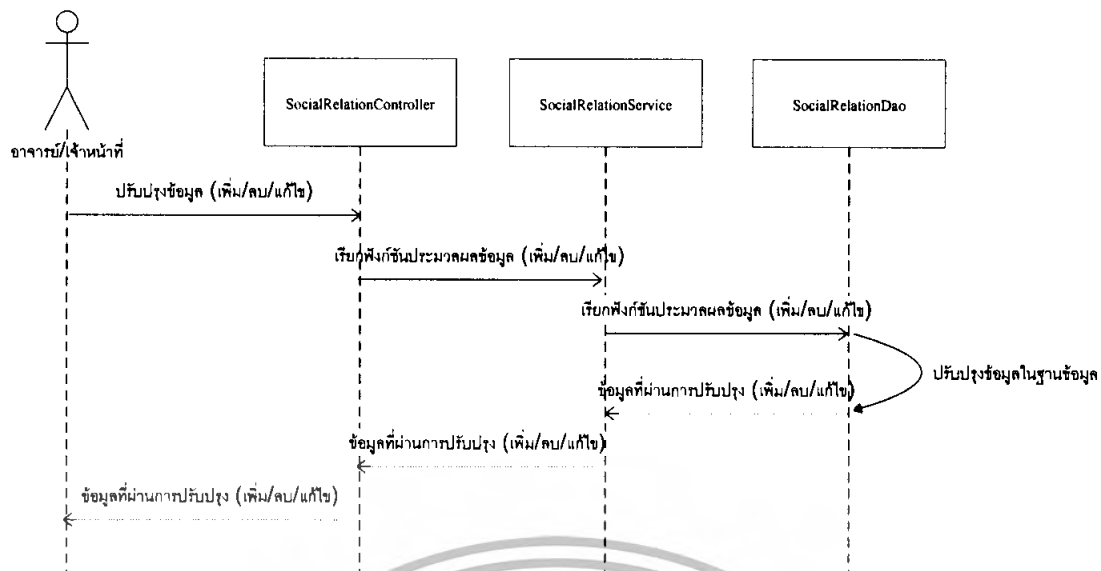 SocialRelationController
SocialRelationService
SocialRelationDao
อาจารย์/เจ้าหน้าที่
ปรับปรุงข้อมูล (เพิ่ม/ลบ/แก้ไข)
เรียกฟังก์ชันประมวลผลข้อมูล (เพิ่ม/ลบ/แก้ไข)
เรียกฟังก์ชันประมวลผลข้อมูล (เพิ่ม/ลบ/แก้ไข)
ปรับปรุงข้อมูลในฐานข้อมูล
ข้อมูลที่ผ่านการปรับปรุง (เพิ่ม/ลบ/แก้ไข)
ข้อมูลที่ผ่านการปรับปรุง (เพิ่ม/ลบ/แก้ไข)
ข้อมูลที่ผ่านการปรับปรุง (เพิ่ม/ลบ/แก้ไข)